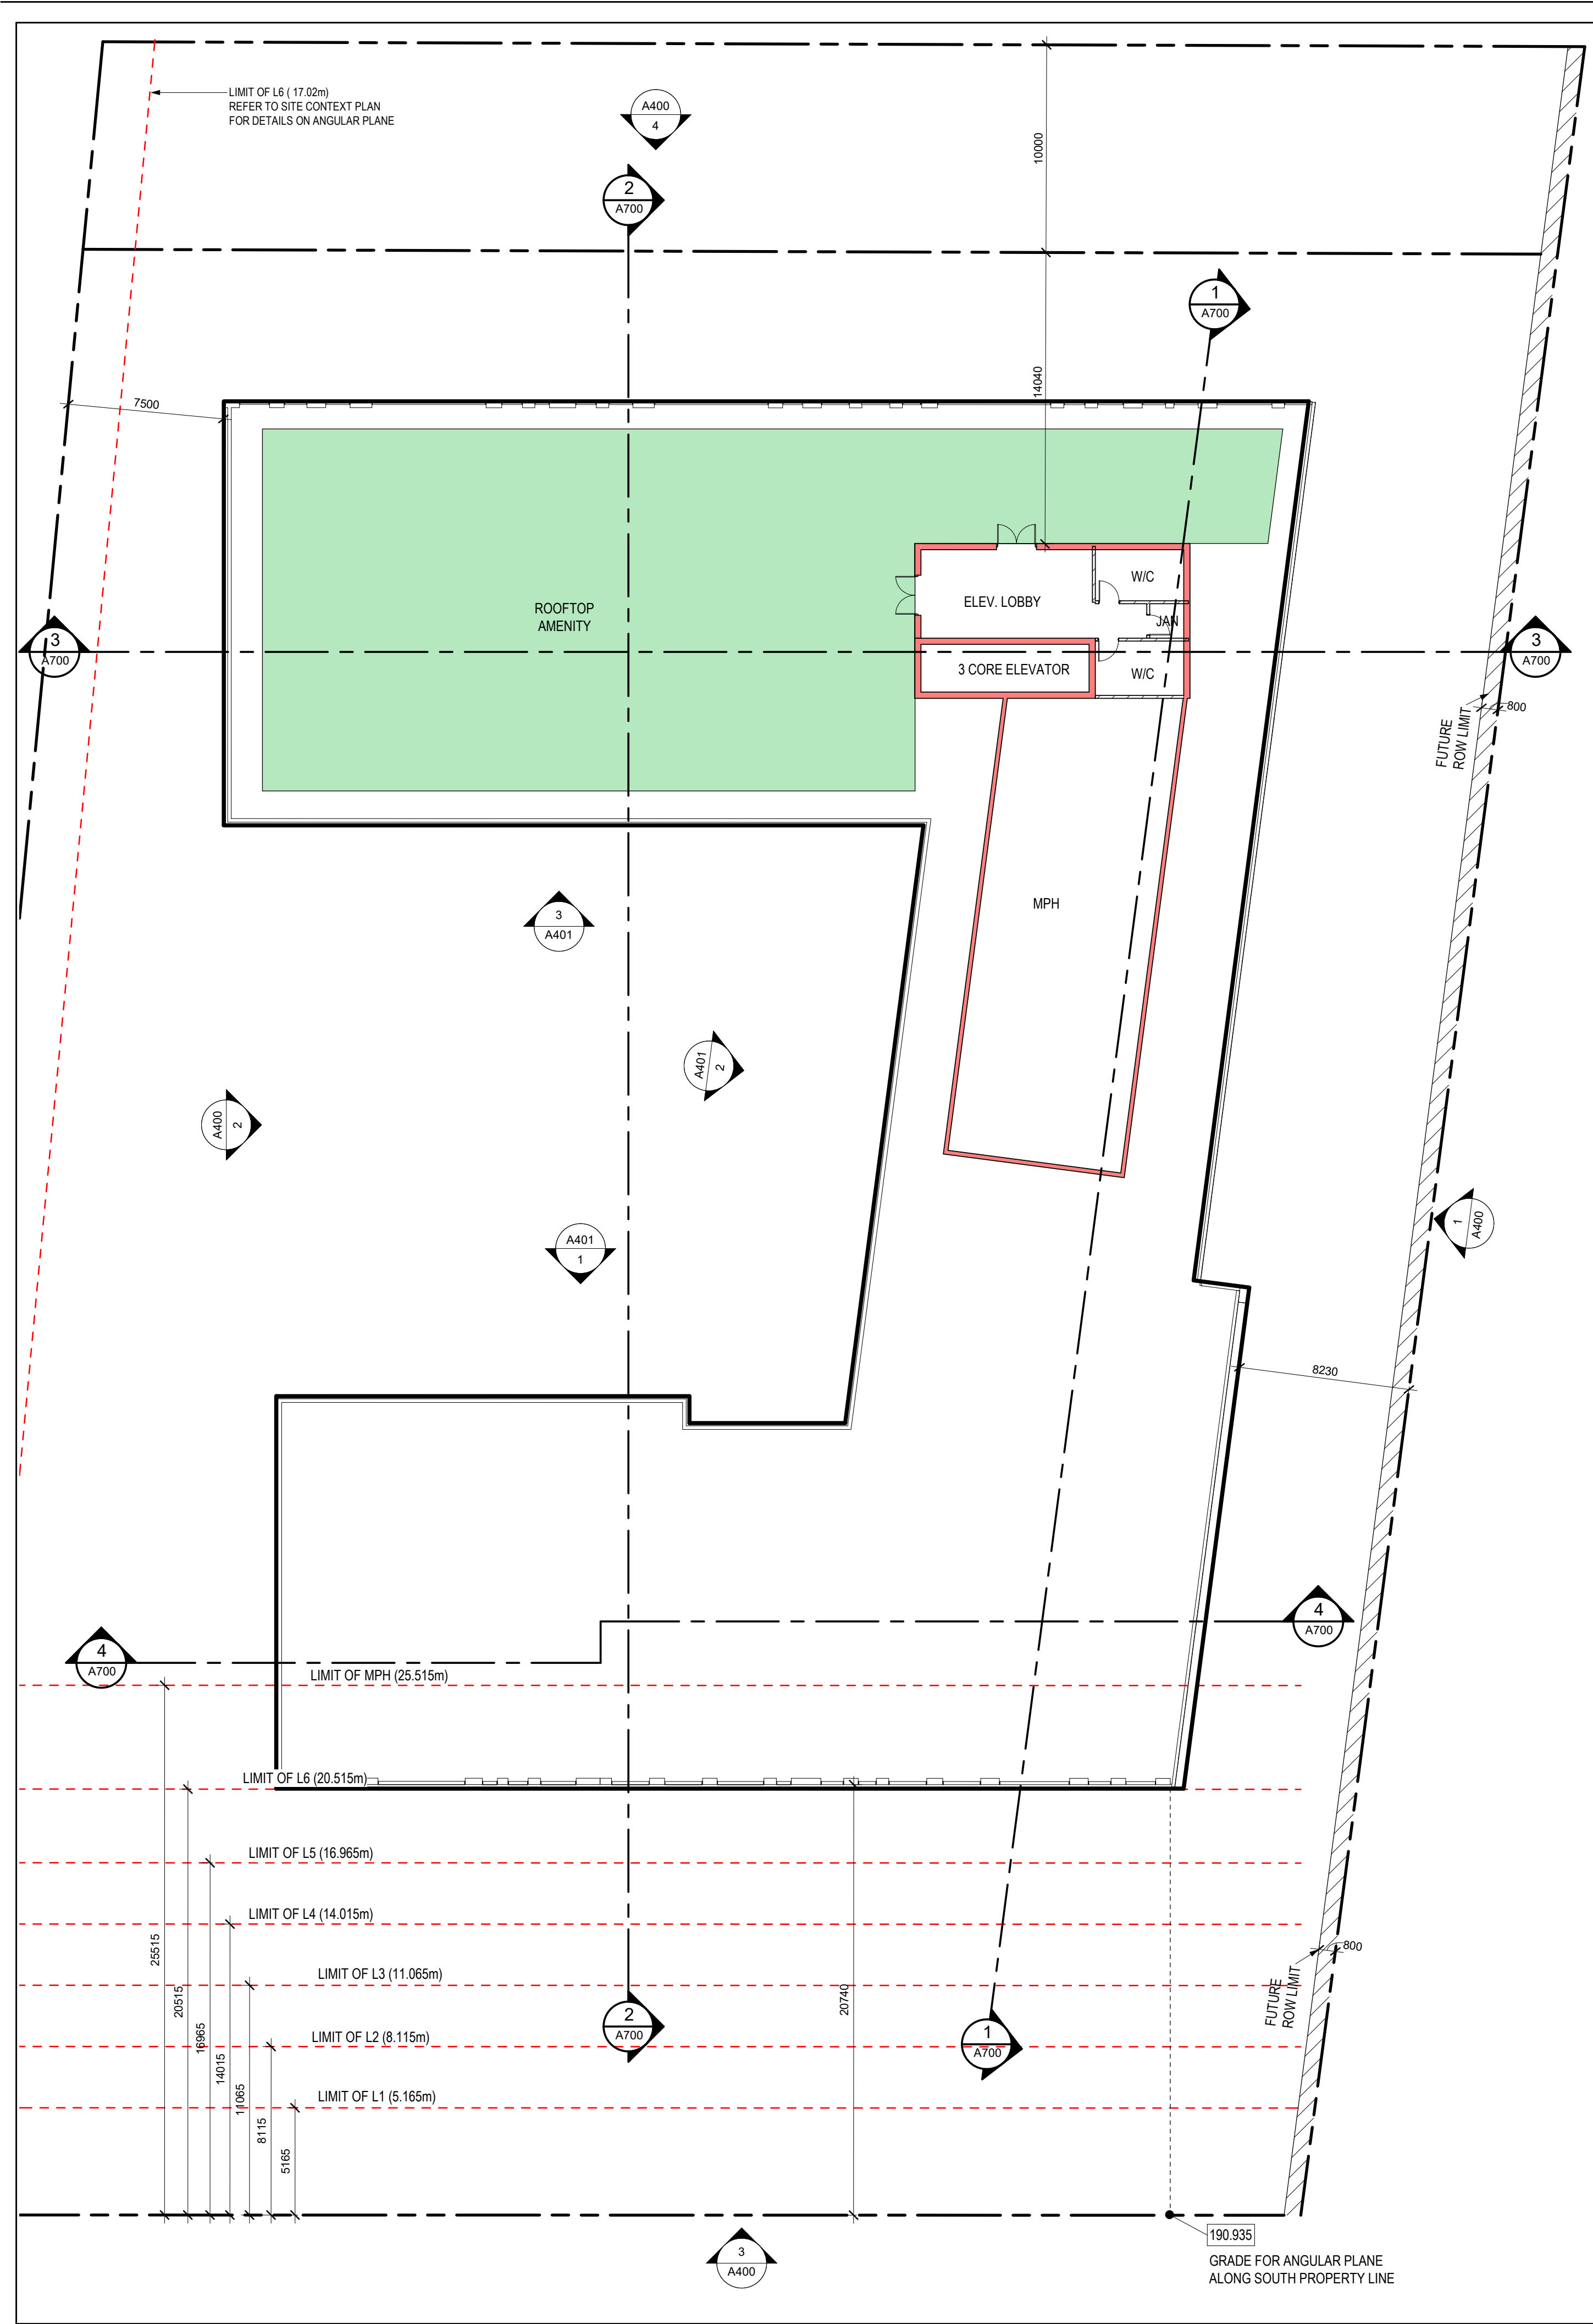 LIMIT OF L6 ( 17.02m)
REFER TO SITE CONTEXT PLAN
FOR DETAILS ON ANGULAR PLANE
A400
4
10000
2
A700
1
A700
14040
7500
ROOFTOP
AMENITY
ELEV. LOBBY
W/C
JAN
3 CORE ELEVATOR
W/C
3
A700
3
A700
FUTURE
ROW LIMIT
800
MPH
3
A401
A401
2
A400
2
A401
1
1
A400
8230
4
A700
4
A700
LIMIT OF MPH (25.515m)
LIMIT OF L6 (20.515m)
LIMIT OF L5 (16.965m)
LIMIT OF L4 (14.015m)
LIMIT OF L3 (11.065m)
LIMIT OF L2 (8.115m)
LIMIT OF L1 (5.165m)
25515
20515
16965
14015
11065
8115
5165
20740
2
A700
1
A700
FUTURE
ROW LIMIT
800
190.935
GRADE FOR ANGULAR PLANE
ALONG SOUTH PROPERTY LINE
3
A400